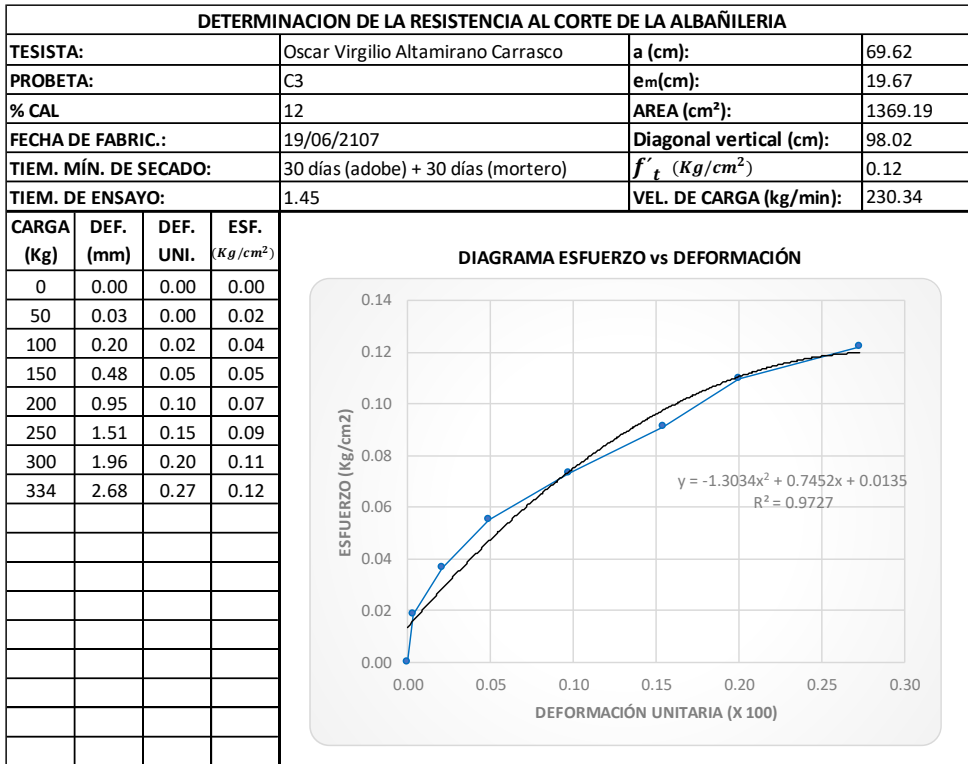 DETERMINACION DE LA RESISTENCIA AL CORTE DE LA ALBAÑILERIA
TESISTA: Oscar Virgilio Altamirano Carrasco a (cm): 69.62
PROBETA: C3 em(cm): 19.67
% CAL 12 AREA (cm²): 1369.19
FECHA DE FABRIC.: 19/06/2107 Diagonal vertical (cm): 98.02
TIEM. MÍN. DE SECADO: 30 días (adobe) + 30 días (mortero) f´t (Kg/cm²) 0.12
TIEM. DE ENSAYO: 1.45 VEL. DE CARGA (kg/min): 230.34
CARGA DEF. DEF. ESF.
(Kg) (mm) UNI. (Kg/cm²)
0 0.00 0.00 0.00
50 0.03 0.00 0.02
100 0.20 0.02 0.04
150 0.48 0.05 0.05
200 0.95 0.10 0.07
250 1.51 0.15 0.09
300 1.96 0.20 0.11
334 2.68 0.27 0.12
DIAGRAMA ESFUERZO vs DEFORMACIÓN
ESFUERZO (Kg/cm2)
0.14
0.12
0.10
0.08
0.06
0.04
0.02
0.00
y = -1.3034x² + 0.7452x + 0.0135
R² = 0.9727
0.00 0.05 0.10 0.15 0.20 0.25 0.30
DEFORMACIÓN UNITARIA (X 100)